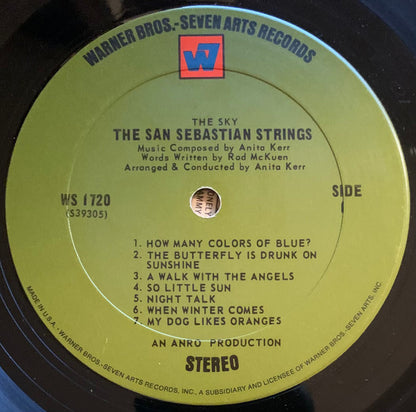 WARNER BROS.-SEVEN ARTS RECORDS
W7
THE SKY
THE SAN SEBASTIAN STRINGS
Music Composed by Anita Kerr
Words Written by Rod McKuen
Arranged & Conducted by Anita Kerr
WS 1720
(S39305)
SIDE
1
1. HOW MANY COLORS OF BLUE?
2. THE BUTTERFLY IS DRUNK ON
SUNSHINE
3. A WALK WITH THE ANGELS
4. SO LITTLE SUN
5. NIGHT TALK
6. WHEN WINTER COMES
7. MY DOG LIKES ORANGES
AN ANRO PRODUCTION
STEREO
MADE IN U.S.A. - WARNER BROS.-SEVEN ARTS RECORDS, INC., A SUBSIDIARY AND LICENSEE OF WARNER BROS.-SEVEN ARTS, INC.